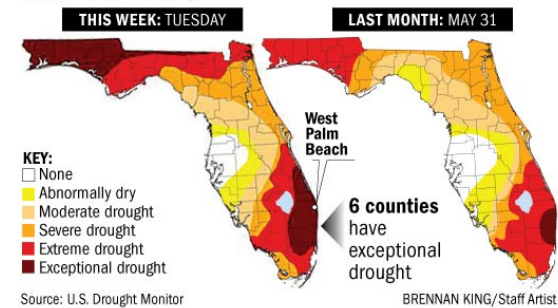 THIS WEEK: TUESDAY
LAST MONTH: MAY 31
West
Palm
Beach
KEY:
None
Abnormally dry
Moderate drought
Severe drought
Extreme drought
Exceptional drought
6 counties
have
exceptional
drought
Source: U.S. Drought Monitor
BRENNAN KING/Staff Artist